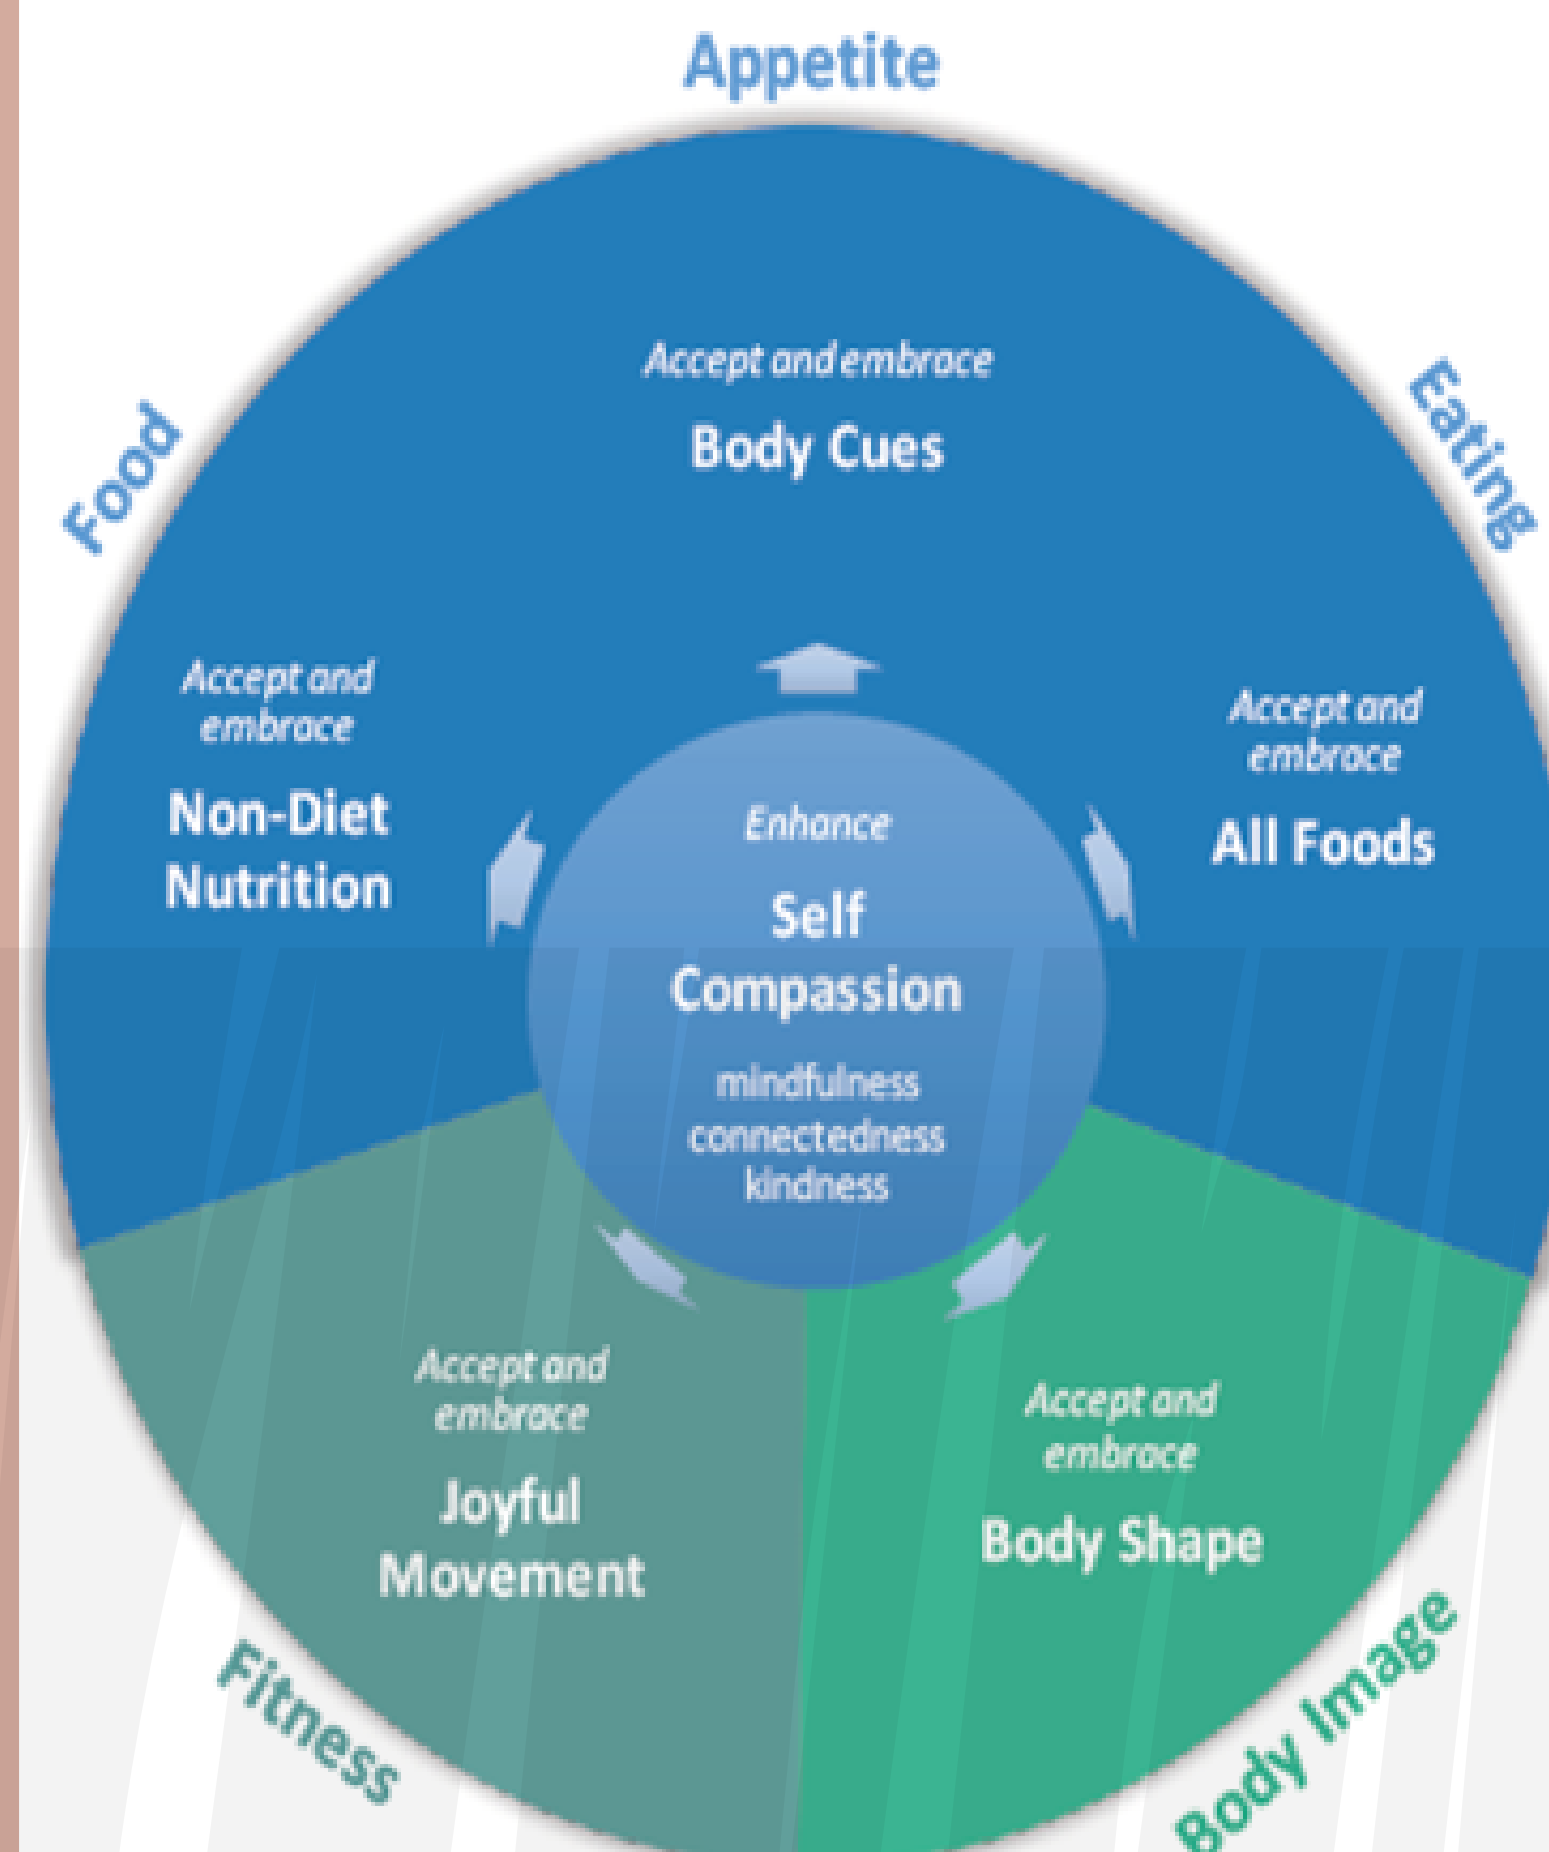 Appetite
Food
Eating
Accept and embrace
Body Cues
Accept and
embrace
Non-Diet
Nutrition
Accept and
embrace
All Foods
Enhance
Self
Compassion
mindfulness
connectedness
kindness
Accept and
embrace
Joyful
Movement
Accept and
embrace
Body Shape
Fitness
Body Image